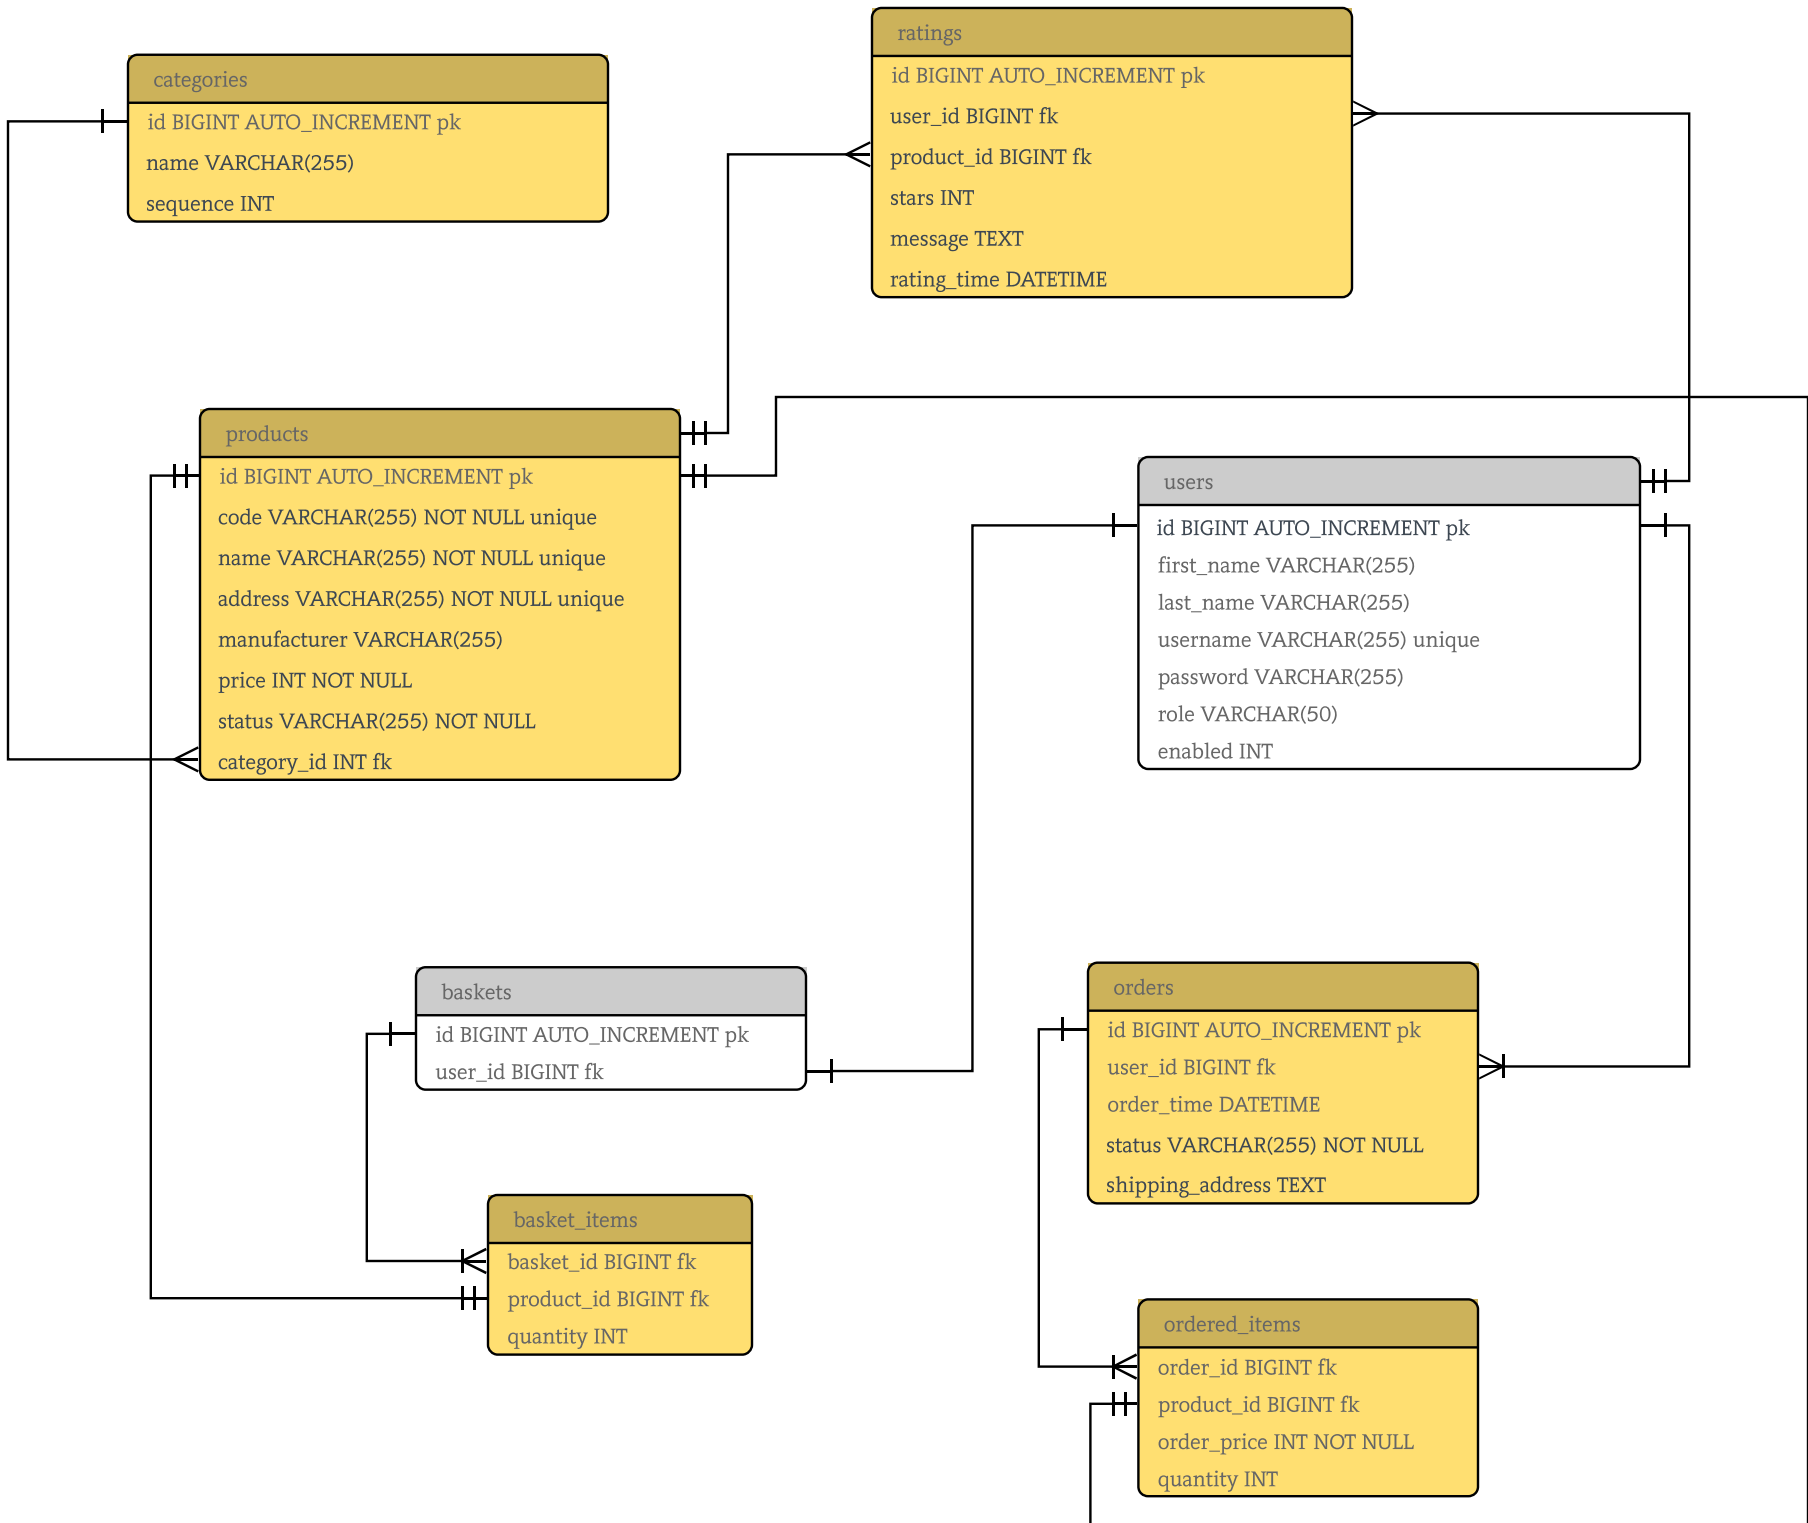 categories
id BIGINT AUTO_INCREMENT pk
name VARCHAR(255)
sequence INT
ratings
id BIGINT AUTO_INCREMENT pk
user_id BIGINT fk
product_id BIGINT fk
stars INT
message TEXT
rating_time DATETIME
products
id BIGINT AUTO_INCREMENT pk
code VARCHAR(255) NOT NULL unique
name VARCHAR(255) NOT NULL unique
address VARCHAR(255) NOT NULL unique
manufacturer VARCHAR(255)
price INT NOT NULL
status VARCHAR(255) NOT NULL
category_id INT fk
users
id BIGINT AUTO_INCREMENT pk
first_name VARCHAR(255)
last_name VARCHAR(255)
username VARCHAR(255) unique
password VARCHAR(255)
role VARCHAR(50)
enabled INT
baskets
id BIGINT AUTO_INCREMENT pk
user_id BIGINT fk
orders
id BIGINT AUTO_INCREMENT pk
user_id BIGINT fk
order_time DATETIME
status VARCHAR(255) NOT NULL
shipping_address TEXT
basket_items
basket_id BIGINT fk
product_id BIGINT fk
quantity INT
ordered_items
order_id BIGINT fk
product_id BIGINT fk
order_price INT NOT NULL
quantity INT